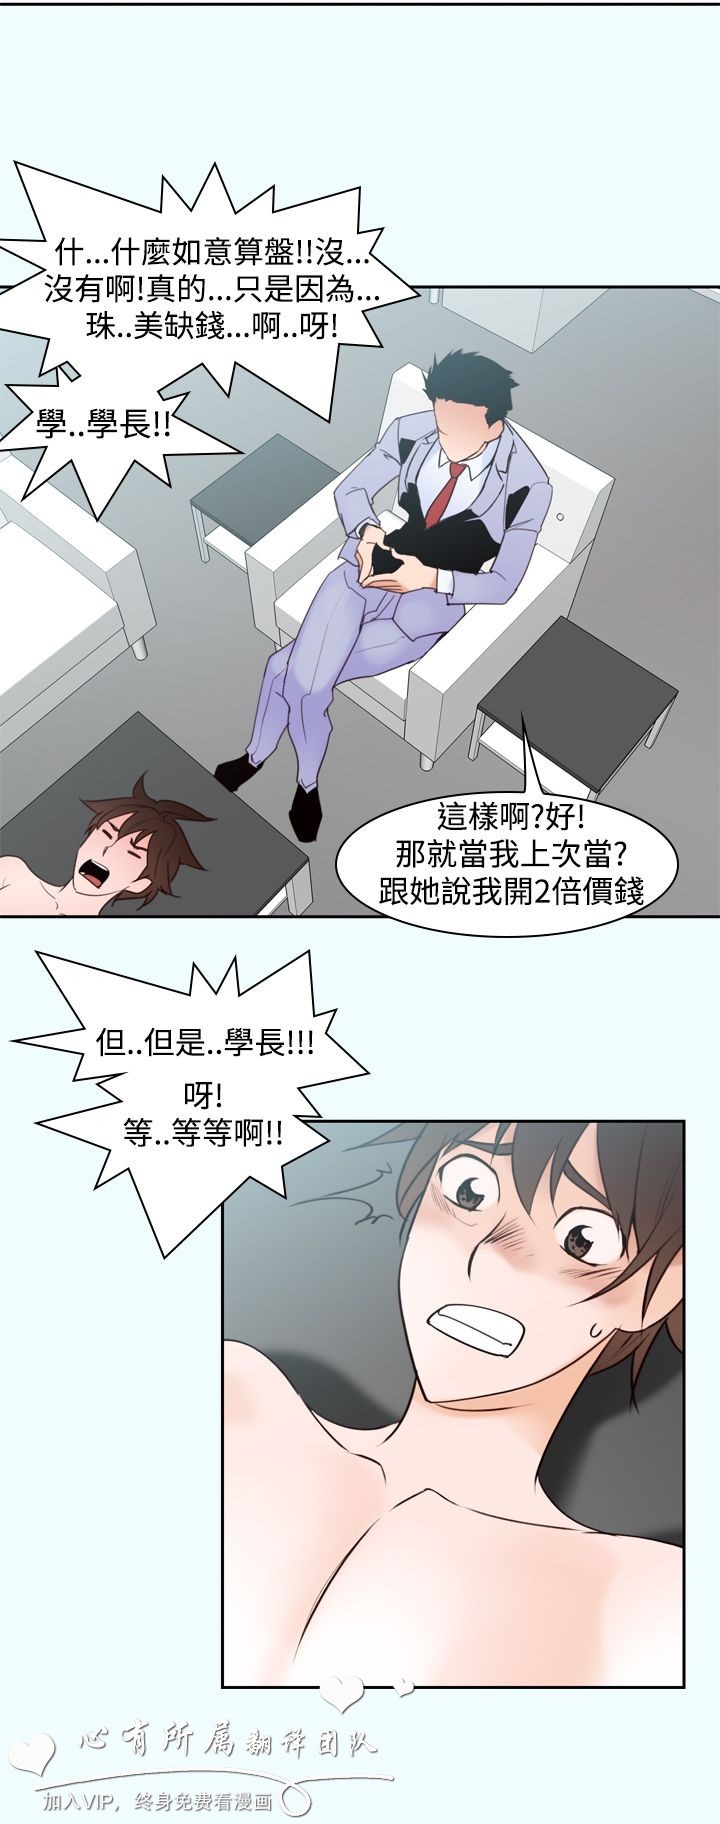 什...什麼如意算盤!!沒...
沒有啊!真的...只是因為...
珠..美缺錢...啊..呀!
學..學長!!
這樣啊?好!
那就當我上次當?
跟她說我開2倍價錢
但..但是..學長!!!
呀!
等..等等啊!!
心有所属翻译团队
加入VIP，终身免费看漫画